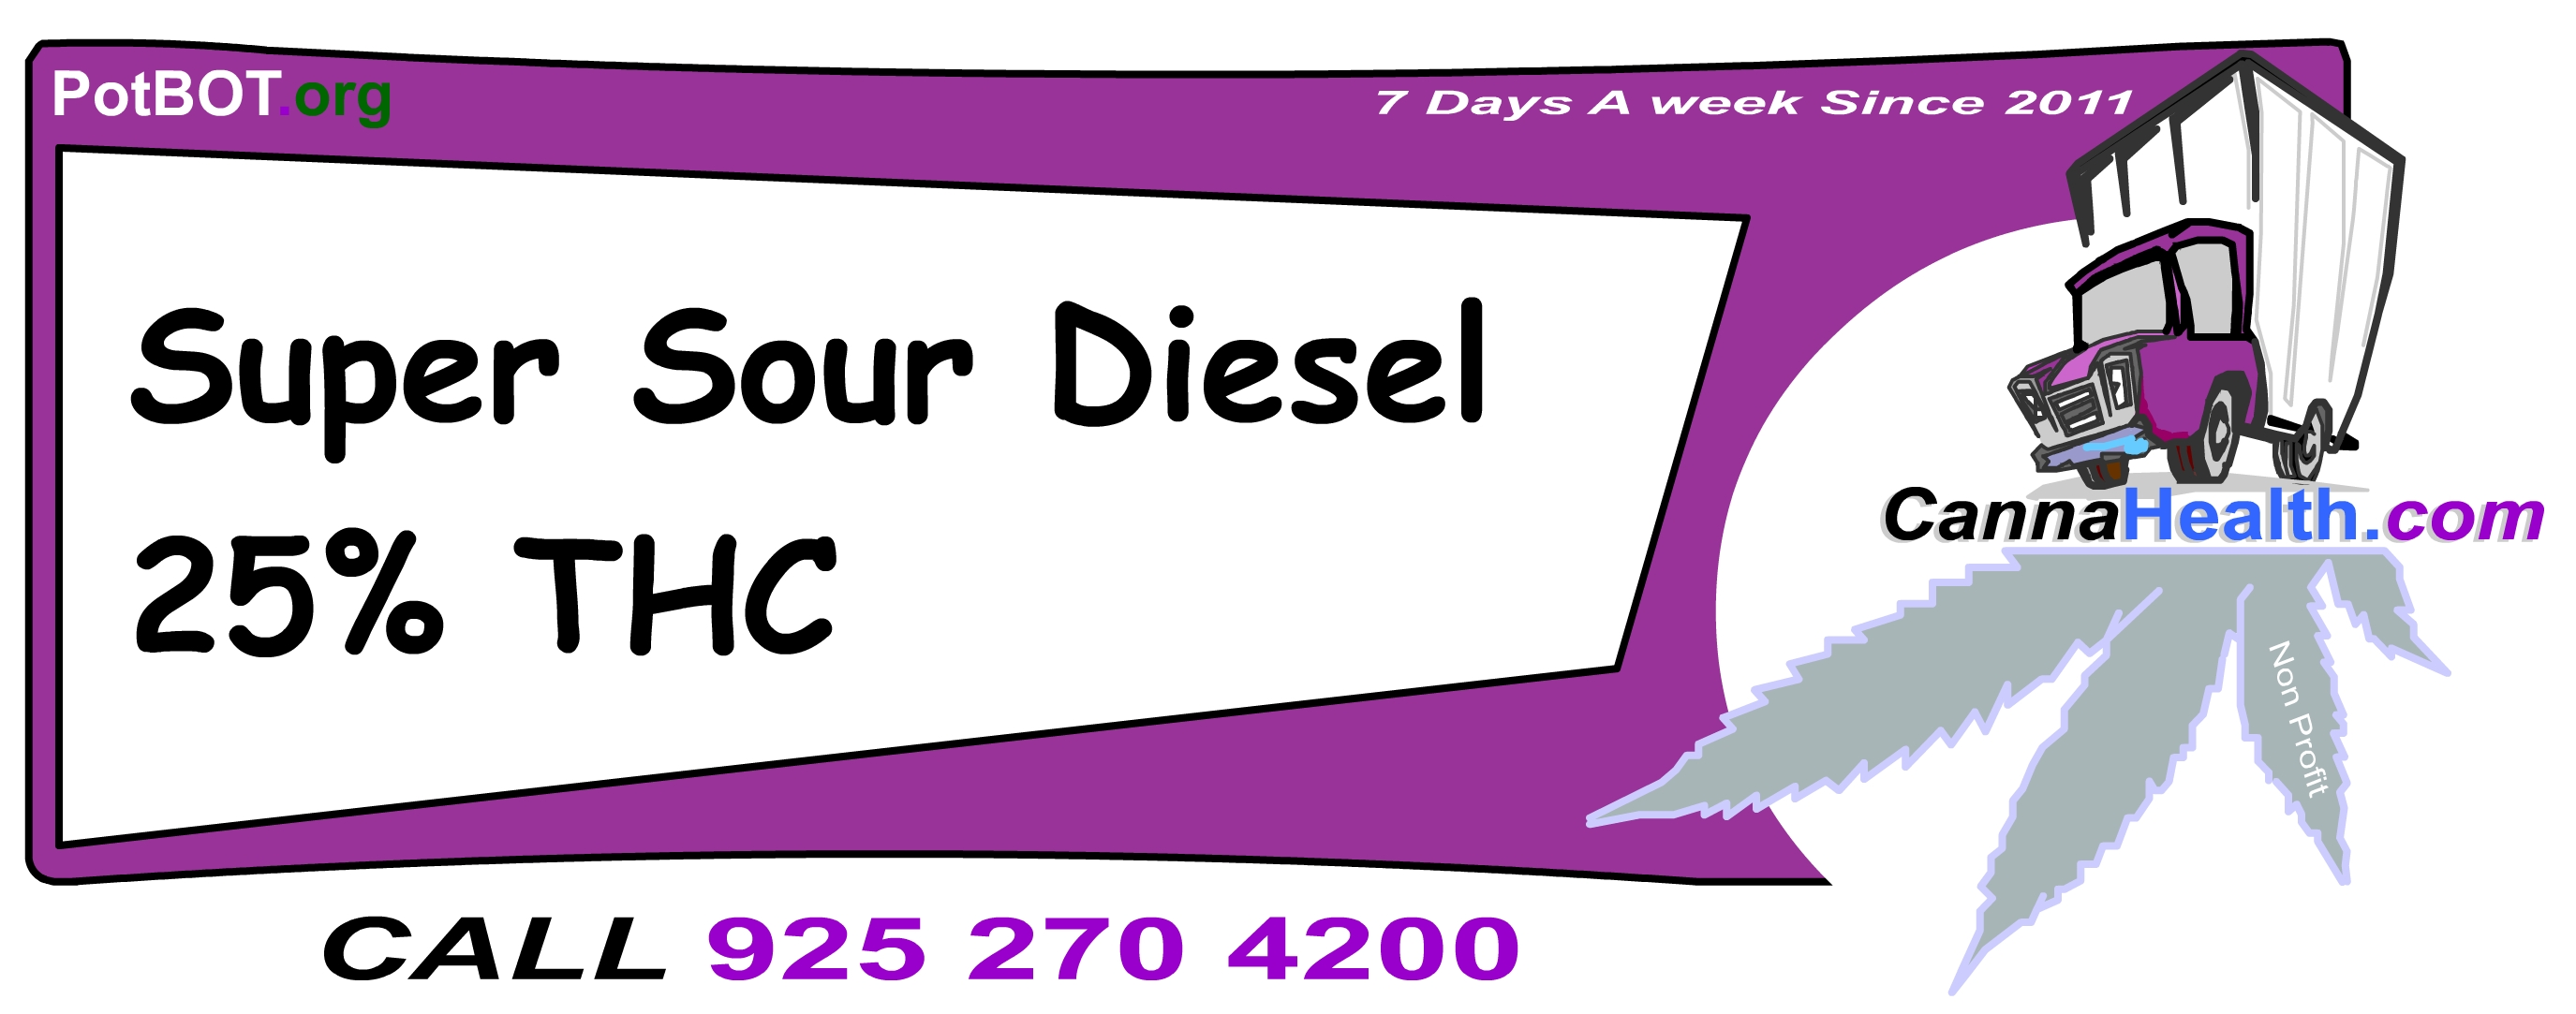 PotBOT.org
7 Days A week Since 2011
Super Sour Diesel
25% THC
CannaHealth.com
Non Profit
CALL 925 270 4200